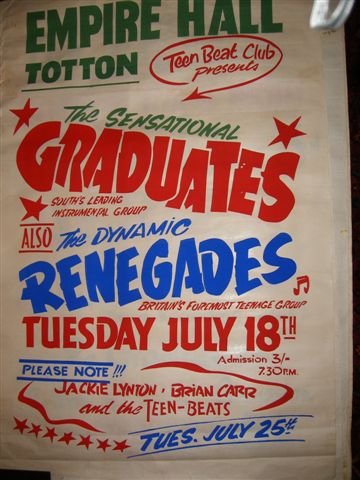 EMPIRE HALL
TOTTON
Teen Beat Club
presents
The SENSATIONAL
GRADUATES
SOUTH'S LEADING
INSTRUMENTAL GROUP
ALSO The DYNAMIC
RENEGADES
BRITAIN'S FOREMOST TEENAGE GROUP
TUESDAY JULY 18TH
Admission 3/-
7.30 P.M.
PLEASE NOTE !!!
JACKIE LYNTON · BRIAN CARR
and the TEEN-BEATS
TUES. JULY 25th